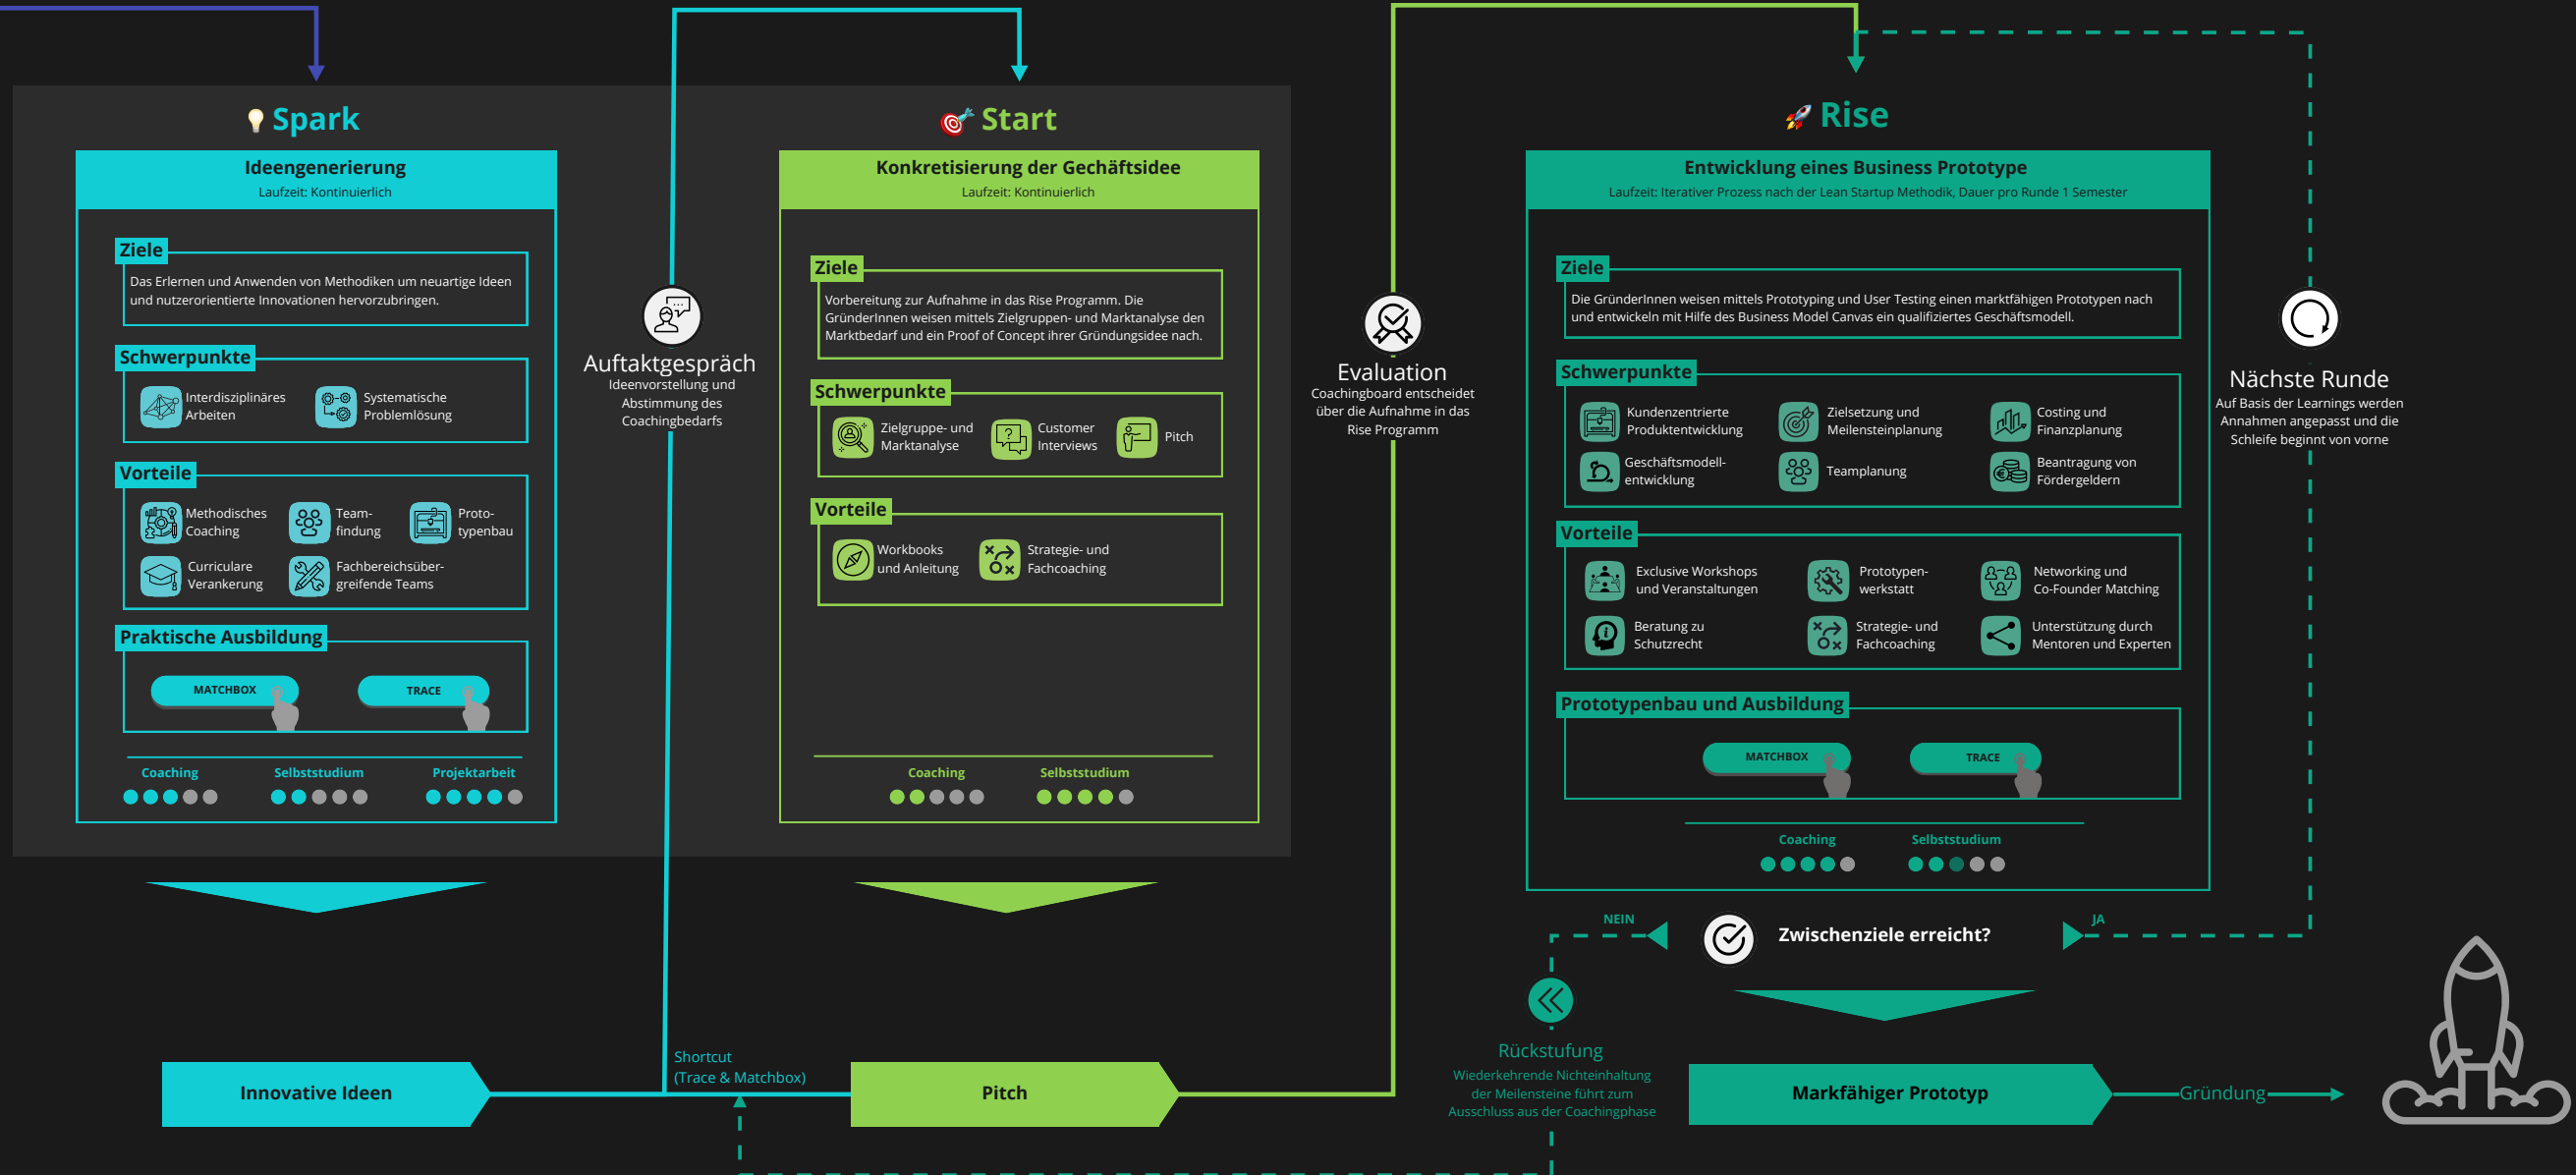 Spark
Ideengenerierung
Laufzeit: Kontinuierlich
Ziele
Das Erlernen und Anwenden von Methodiken um neuartige Ideen
und nutzerorientierte Innovationen hervorzubringen.
Schwerpunkte
Interdisziplinäres
Arbeiten
Systematische
Problemlösung
Vorteile
Methodisches
Coaching
Team-
findung
Proto-
typenbau
Curriculare
Verankerung
Fachbereichsüber-
greifende Teams
Praktische Ausbildung
MATCHBOX
TRACE
Coaching
Selbststudium
Projektarbeit
Innovative Ideen
Auftaktgespräch
Ideenvorstellung und
Abstimmung des
Coachingbedarfs
Shortcut
(Trace & Matchbox)
Start
Konkretisierung der Gechäftsidee
Laufzeit: Kontinuierlich
Ziele
Vorbereitung zur Aufnahme in das Rise Programm. Die
GründerInnen weisen mittels Zielgruppen- und Marktanalyse den
Marktbedarf und ein Proof of Concept ihrer Gründungsidee nach.
Schwerpunkte
Zielgruppe- und
Marktanalyse
?
Customer
Interviews
Pitch
Vorteile
Workbooks
und Anleitung
Strategie- und
Fachcoaching
Coaching
Selbststudium
Pitch
Evaluation
Coachingboard entscheidet
über die Aufnahme in das
Rise Programm
Rise
Entwicklung eines Business Prototype
Laufzeit: Iterativer Prozess nach der Lean Startup Methodik, Dauer pro Runde 1 Semester
Ziele
Die GründerInnen weisen mittels Prototyping und User Testing einen marktfähigen Prototypen nach
und entwickeln mit Hilfe des Business Model Canvas ein qualifiziertes Geschäftsmodell.
Schwerpunkte
Kundenzentrierte
Produktentwicklung
Zielsetzung und
Meilensteinplanung
Costing und
Finanzplanung
Geschäftsmodell-
entwicklung
Teamplanung
Beantragung von
Fördergeldern
Vorteile
Exclusive Workshops
und Veranstaltungen
Prototypen-
werkstatt
Networking und
Co-Founder Matching
Beratung zu
Schutzrecht
Strategie- und
Fachcoaching
Unterstützung durch
Mentoren und Experten
Prototypenbau und Ausbildung
MATCHBOX
TRACE
Coaching
Selbststudium
NEIN
Zwischenziele erreicht?
JA
Nächste Runde
Auf Basis der Learnings werden
Annahmen angepasst und die
Schleife beginnt von vorne
Rückstufung
Wiederkehrende Nichteinhaltung
der Meilensteine führt zum
Ausschluss aus der Coachingphase
Markfähiger Prototyp
Gründung